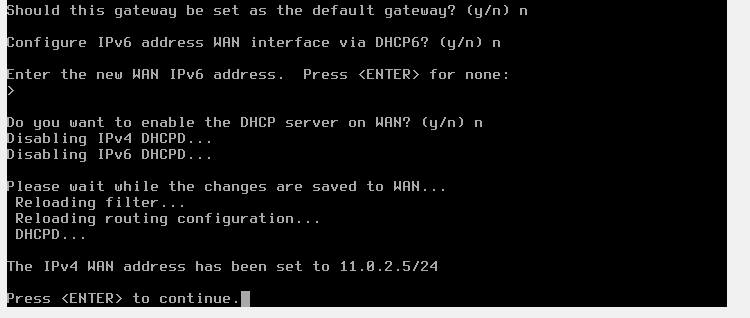 Should this gateway be set as the default gateway? (y/n) n
Configure IPv6 address WAN interface via DHCP6? (y/n) n
Enter the new WAN IPv6 address.  Press <ENTER> for none:
>
Do you want to enable the DHCP server on WAN? (y/n) n
Disabling IPv4 DHCPD...
Disabling IPv6 DHCPD...
Please wait while the changes are saved to WAN...
Reloading filter...
Reloading routing configuration...
DHCPD...
The IPv4 WAN address has been set to 11.0.2.5/24
Press <ENTER> to continue.